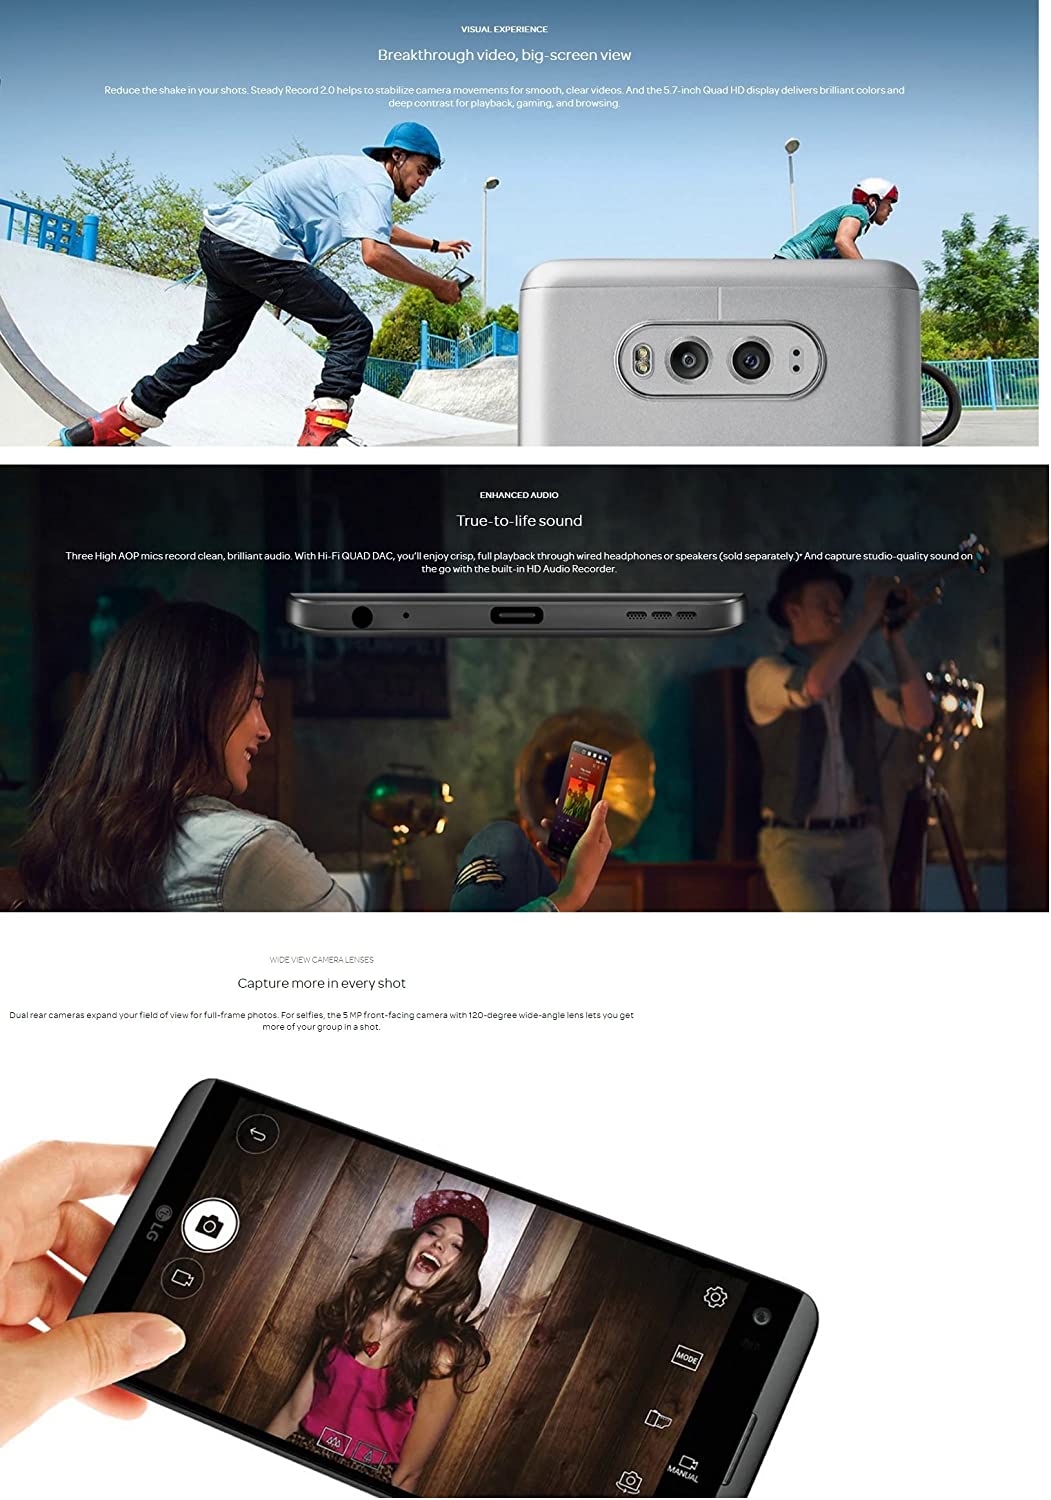 VISUAL EXPERIENCE
Breakthrough video, big-screen view
Reduce the shake in your shots. Steady Record 2.0 helps to stabilize camera movements for smooth, clear videos. And the 5.7-inch Quad HD display delivers brilliant colors and
deep contrast for playback, gaming, and browsing.
ENHANCED AUDIO
True-to-life sound
Three High AOP mics record clean, brilliant audio. With Hi-Fi QUAD DAC, you'll enjoy crisp, full playback through wired headphones or speakers (sold separately.)* And capture studio-quality sound on
the go with the built-in HD Audio Recorder.
WIDE VIEW CAMERA LENSES
Capture more in every shot
Dual rear cameras expand your field of view for full-frame photos. For selfies, the 5 MP front-facing camera with 120-degree wide-angle lens lets you get
more of your group in a shot.
LG
MODE
MANUAL